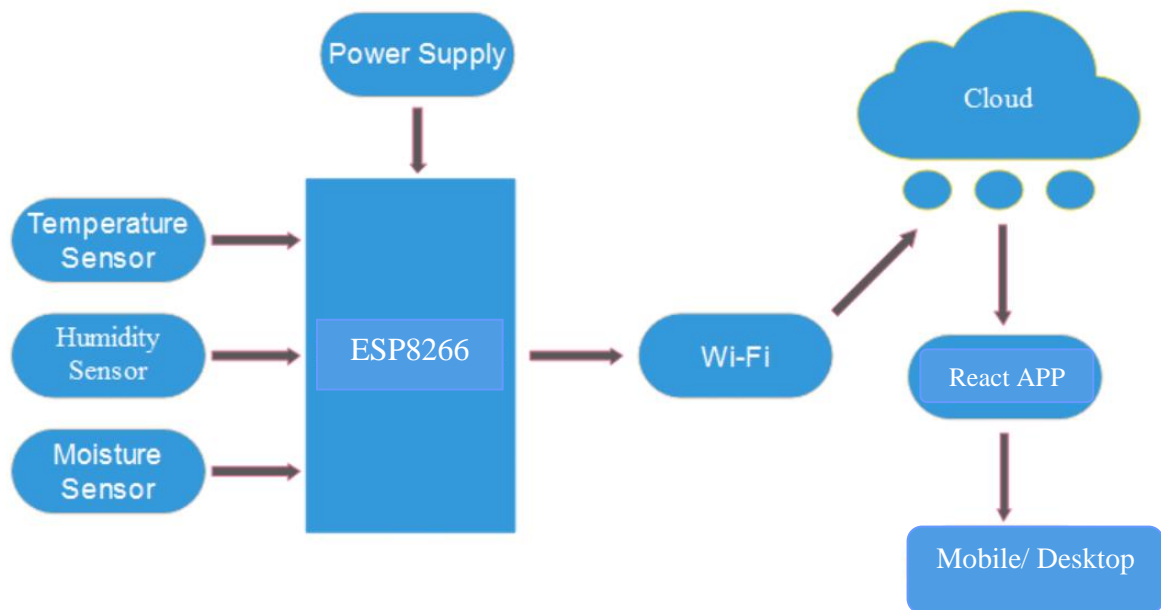 Power Supply
Cloud
Temperature
Sensor
Humidity
Sensor
ESP8266
Wi-Fi
React APP
Moisture
Sensor
Mobile/ Desktop